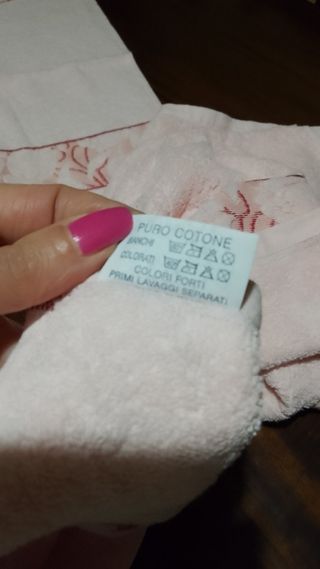 PURO COTONE
BIANCHI
COLORATI
COLORI FORTI
PRIMI LAVAGGI SEPARATI